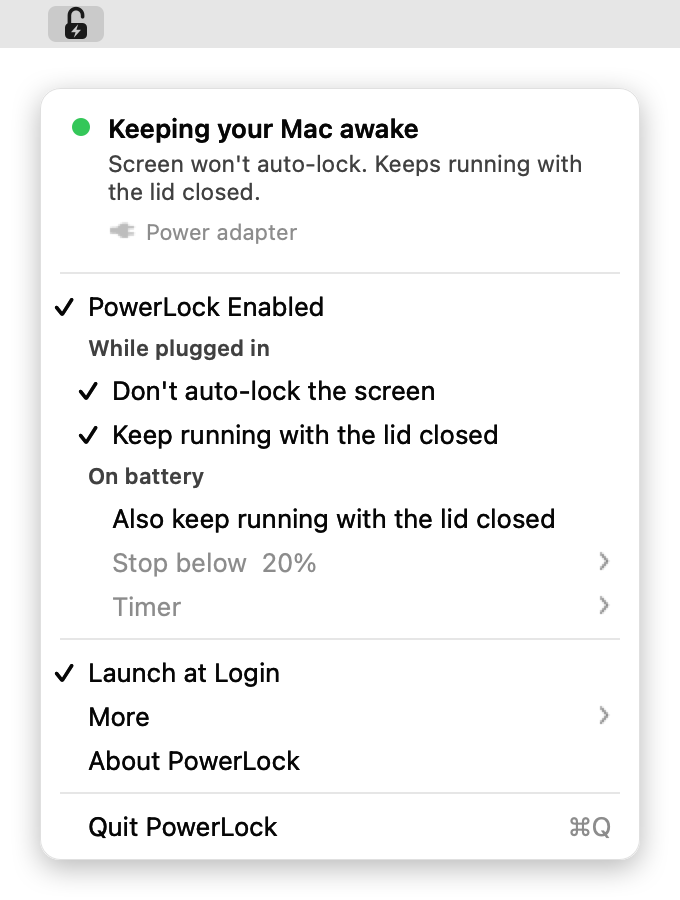 Keeping your Mac awake
Screen won't auto-lock. Keeps running with
the lid closed.
Power adapter
PowerLock Enabled
While plugged in
Don't auto-lock the screen
Keep running with the lid closed
On battery
Also keep running with the lid closed
Stop below 20%
Timer
Launch at Login
More
About PowerLock
Quit PowerLock ⌘Q